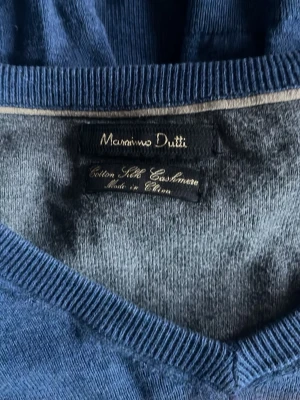 Massimo Dutti
Cotton Silk Cashmere
Made in China